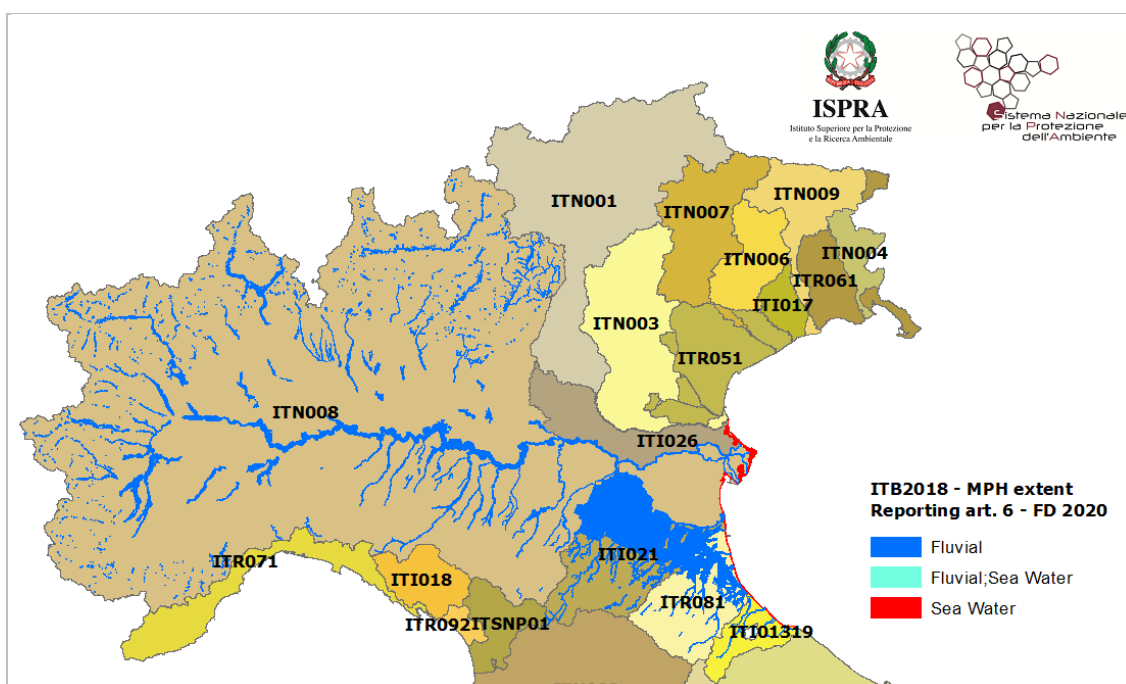 ISPRA
Istituto Superiore per la Protezione
e la Ricerca Ambientale
Sistema Nazionale
per la Protezione
dell'Ambiente
ITN001
ITN007
ITN009
ITN006
ITN004
ITR061
ITI017
ITN003
ITR051
ITN008
ITI026
ITB2018 - MPH extent
Reporting art. 6 - FD 2020
Fluvial
Fluvial;Sea Water
Sea Water
ITR071
ITI021
ITI018
ITR081
ITR092
ITSNP01
ITI01319